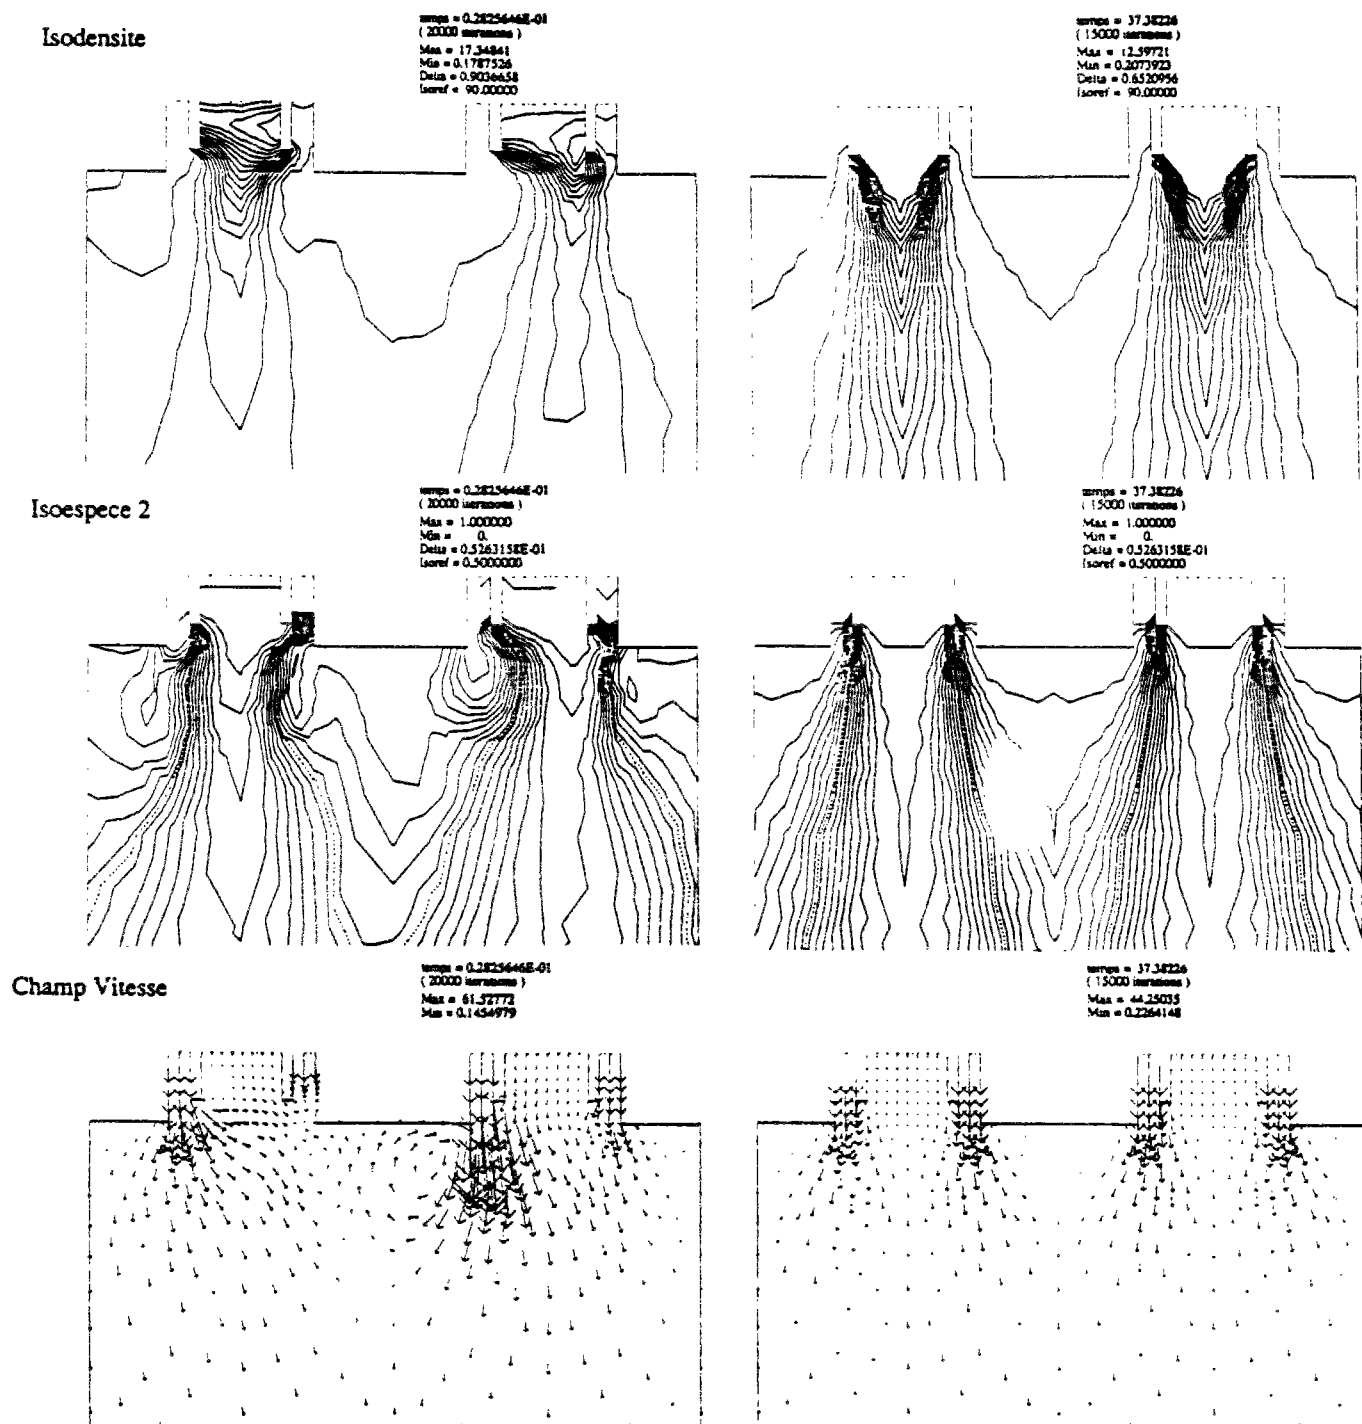 Isodensite
temps = 0.2825646E-01
( 20000 iterations )
Max = 17.34841
Min = 0.1787526
Delta = 0.9036658
Isoref = 90.00000
temps = 37.38226
( 15000 iterations )
Max = 12.59721
Min = 0.2073923
Delta = 0.6520956
Isoref = 90.00000
Isoespece 2
temps = 0.2825646E-01
( 20000 iterations )
Max = 1.000000
Min = 0.
Delta = 0.5263158E-01
Isoref = 0.5000000
temps = 37.38226
( 15000 iterations )
Max = 1.000000
Min = 0.
Delta = 0.5263158E-01
Isoref = 0.5000000
Champ Vitesse
temps = 0.2825646E-01
( 20000 iterations )
Max = 61.52772
Min = 0.1454979
temps = 37.38226
( 15000 iterations )
Max = 44.25035
Min = 0.2264148